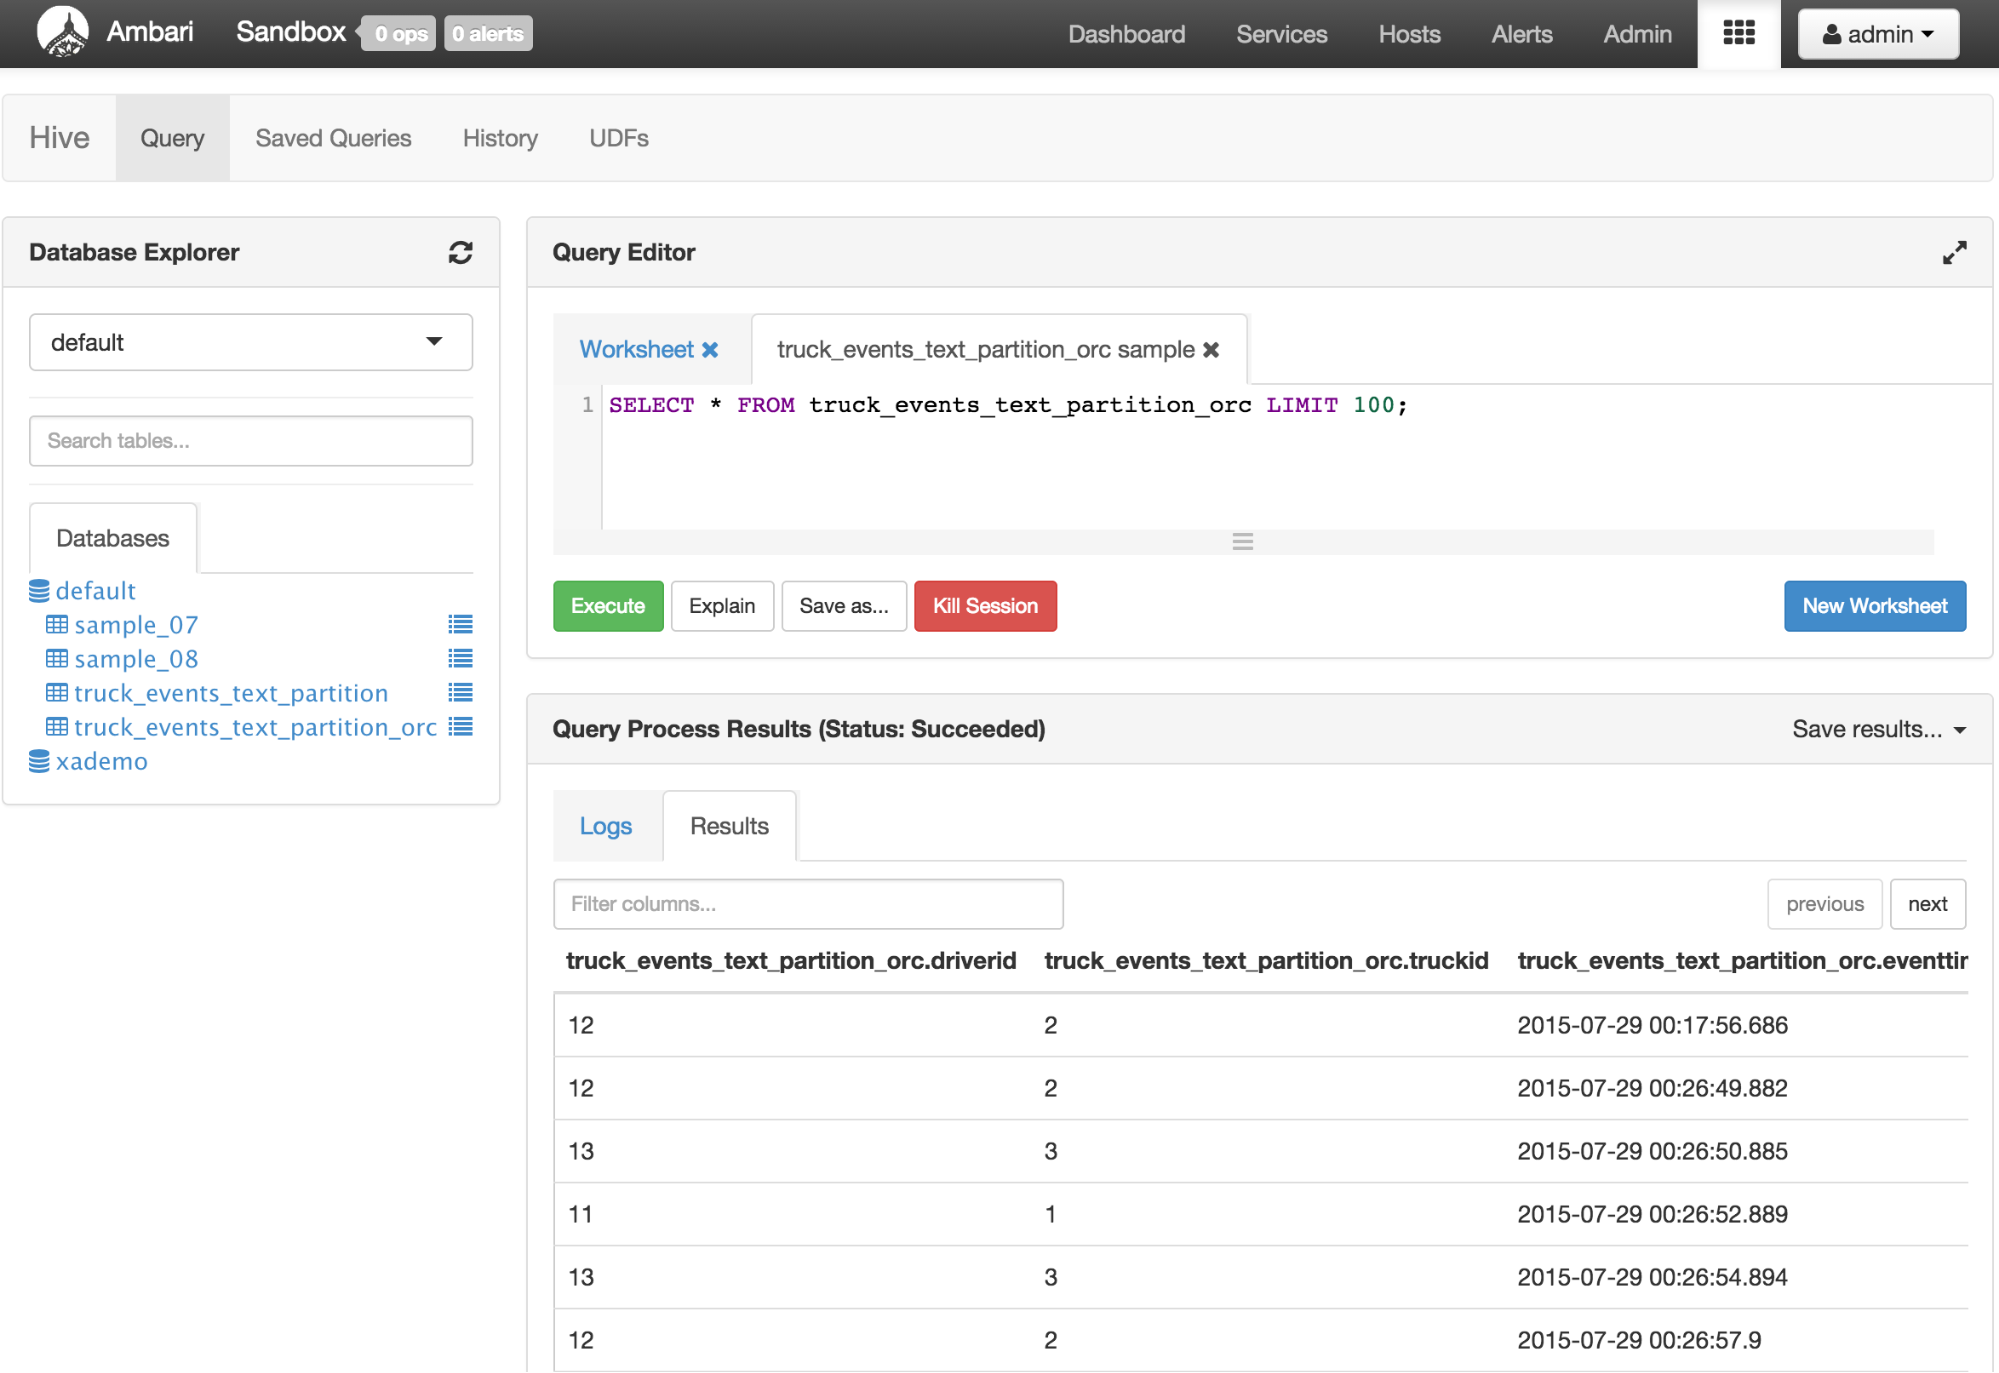 Ambari Sandbox 0 ops 0 alerts Dashboard Services Hosts Alerts Admin admin
Hive Query Saved Queries History UDFs
Database Explorer
default
Search tables...
Databases
default
sample_07
sample_08
truck_events_text_partition
truck_events_text_partition_orc
xademo
Query Editor
Worksheet truck_events_text_partition_orc sample
1 SELECT * FROM truck_events_text_partition_orc LIMIT 100;
Execute Explain Save as... Kill Session New Worksheet
Query Process Results (Status: Succeeded) Save results...
Logs Results
Filter columns... previous next
truck_events_text_partition_orc.driverid truck_events_text_partition_orc.truckid truck_events_text_partition_orc.eventtir
12 2 2015-07-29 00:17:56.686
12 2 2015-07-29 00:26:49.882
13 3 2015-07-29 00:26:50.885
11 1 2015-07-29 00:26:52.889
13 3 2015-07-29 00:26:54.894
12 2 2015-07-29 00:26:57.9